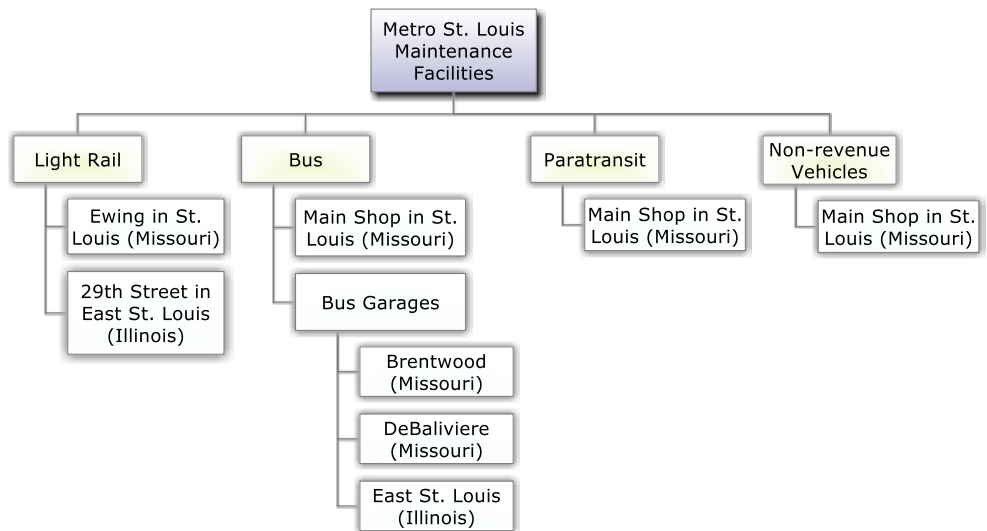 Metro St. Louis
Maintenance
Facilities
Light Rail
Ewing in St.
Louis (Missouri)
29th Street in
East St. Louis
(Illinois)
Bus
Main Shop in St.
Louis (Missouri)
Bus Garages
Brentwood
(Missouri)
DeBaliviere
(Missouri)
East St. Louis
(Illinois)
Paratransit
Main Shop in St.
Louis (Missouri)
Non-revenue
Vehicles
Main Shop in St.
Louis (Missouri)